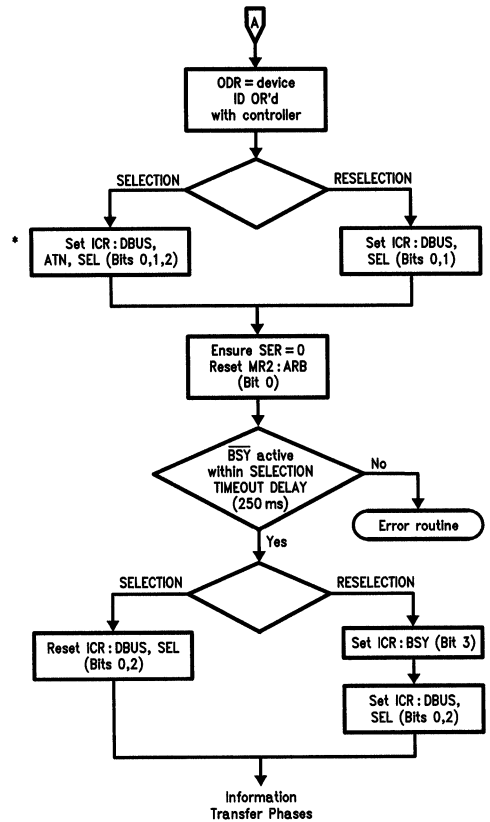 A
ODR = device
ID OR'd
with controller
SELECTION
RESELECTION
*
Set ICR : DBUS,
ATN, SEL (Bits 0,1,2)
Set ICR : DBUS,
SEL (Bits 0,1)
Ensure SER = 0
Reset MR2 : ARB
(Bit 0)
BSY active
within SELECTION
TIMEOUT DELAY
(250 ms)
No
Error routine
Yes
SELECTION
RESELECTION
Reset ICR : DBUS, SEL
(Bits 0,2)
Set ICR : BSY (Bit 3)
Set ICR : DBUS,
SEL (Bits 0,2)
Information
Transfer Phases